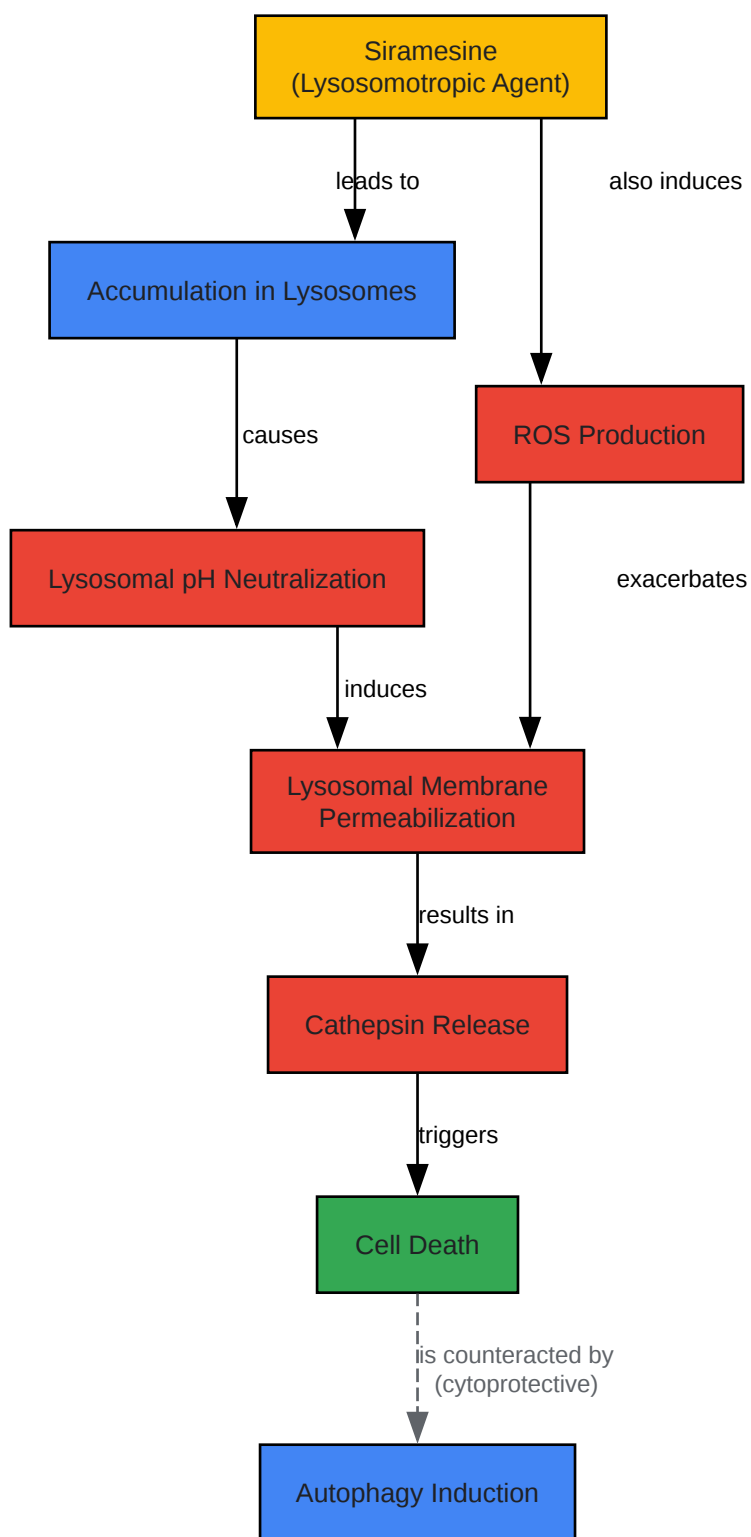 Siramesine
(Lysosomotropic Agent)
leads to
also induces
Accumulation in Lysosomes
causes
ROS Production
Lysosomal pH Neutralization
exacerbates
induces
Lysosomal Membrane
Permeabilization
results in
Cathepsin Release
triggers
Cell Death
is counteracted by
(cytoprotective)
Autophagy Induction